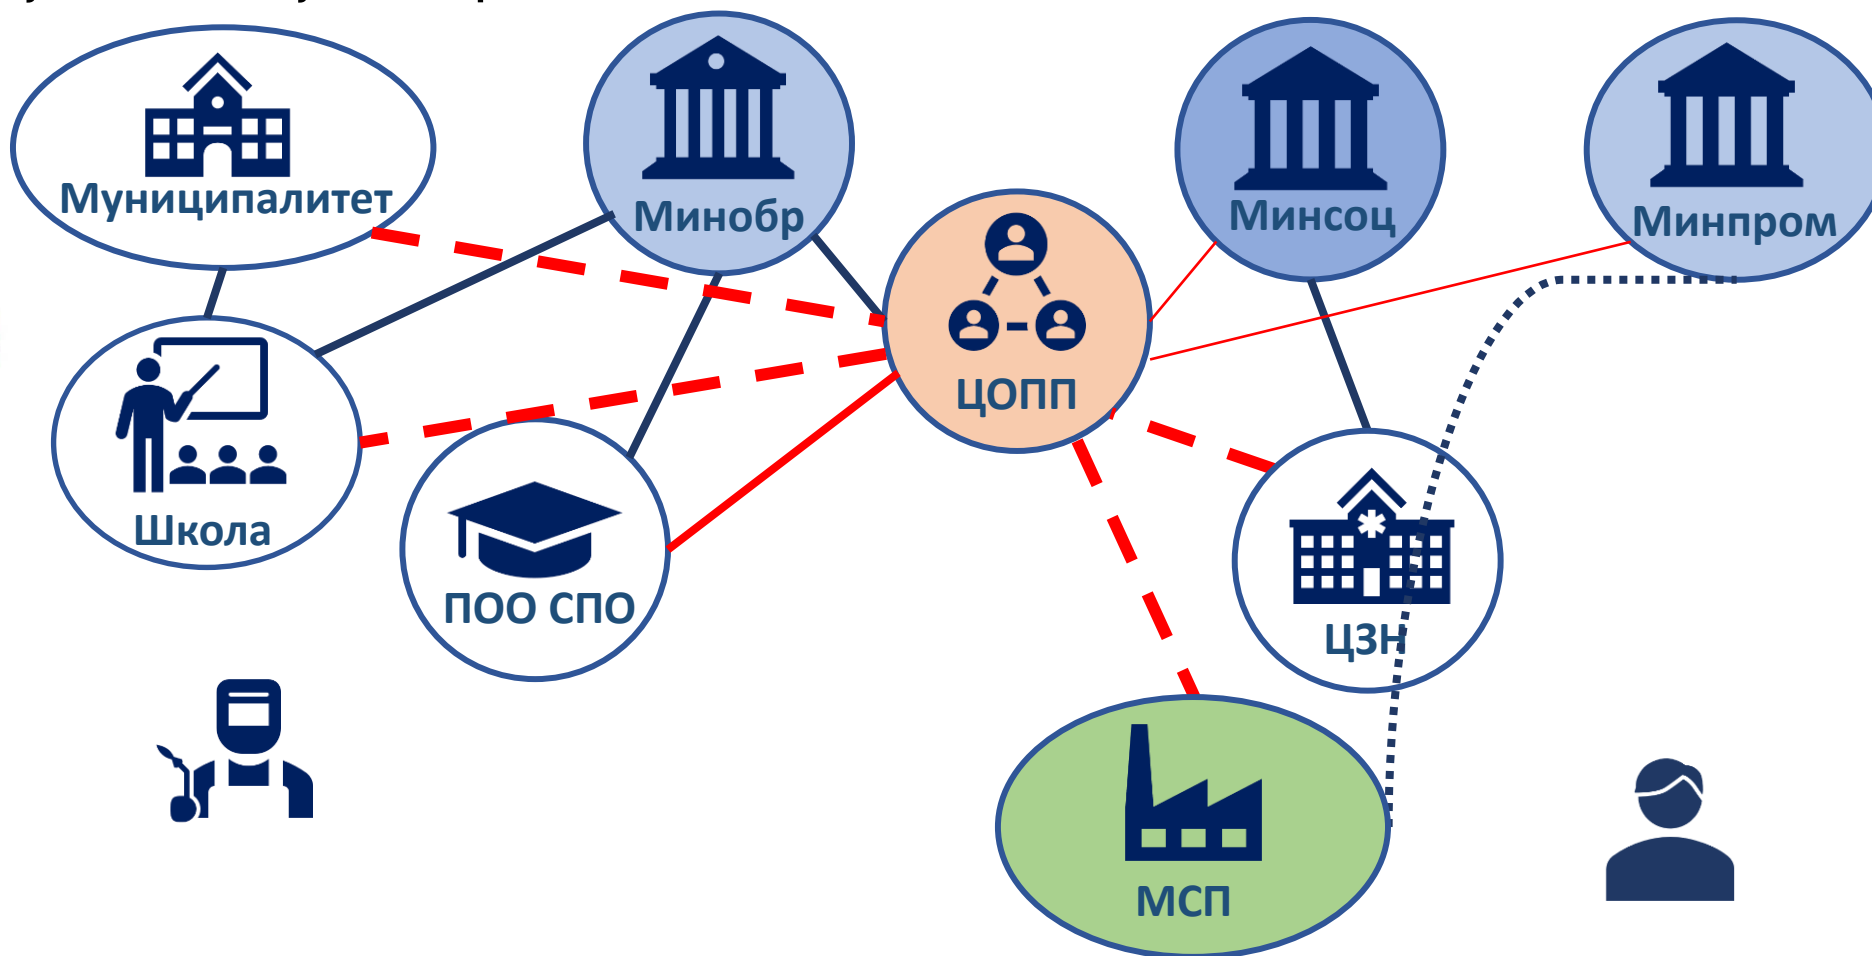 Муниципалитет
Минобр
Минсоц
Минпром
ЦОПП
Школа
ПОО СПО
ЦЗН
МСП